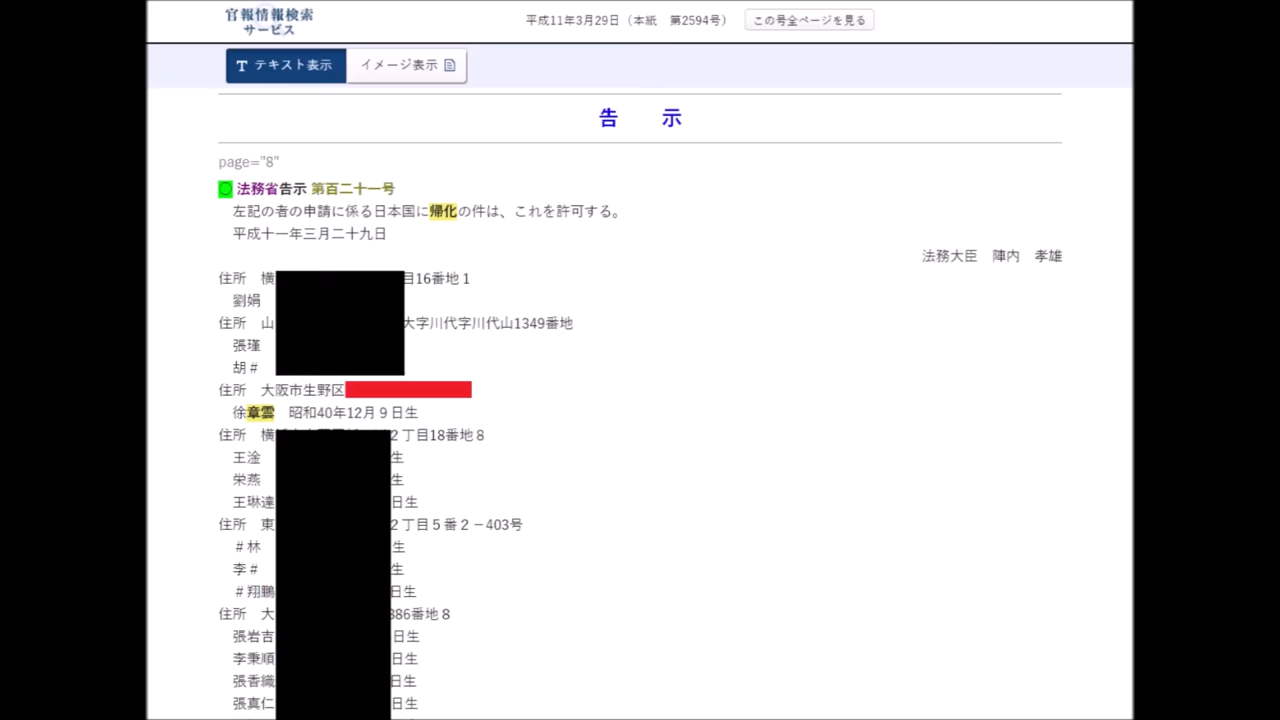 官報情報検索
サービス
平成11年3月29日（本紙　第2594号）
この号全ページを見る
T テキスト表示
イメージ表示
告　　示
page="8"
○ 法務省告示 第百二十一号
左記の者の申請に係る日本国に帰化の件は、これを許可する。
平成十一年三月二十九日
法務大臣　陣内　孝雄
住所　横
目16番地１
劉娟
住所　山
大字川代字川代山1349番地
張瑾
胡＃
住所　大阪市生野区
徐章雲　昭和40年12月９日生
住所　横
２丁目18番地８
王淦
生
栄燕
生
王琳達
日生
住所　東
２丁目５番２－403号
＃林
生
李＃
生
＃翔鵬
日生
住所　大
386番地８
張岩吉
日生
李秉順
日生
張香織
日生
張真仁
日生